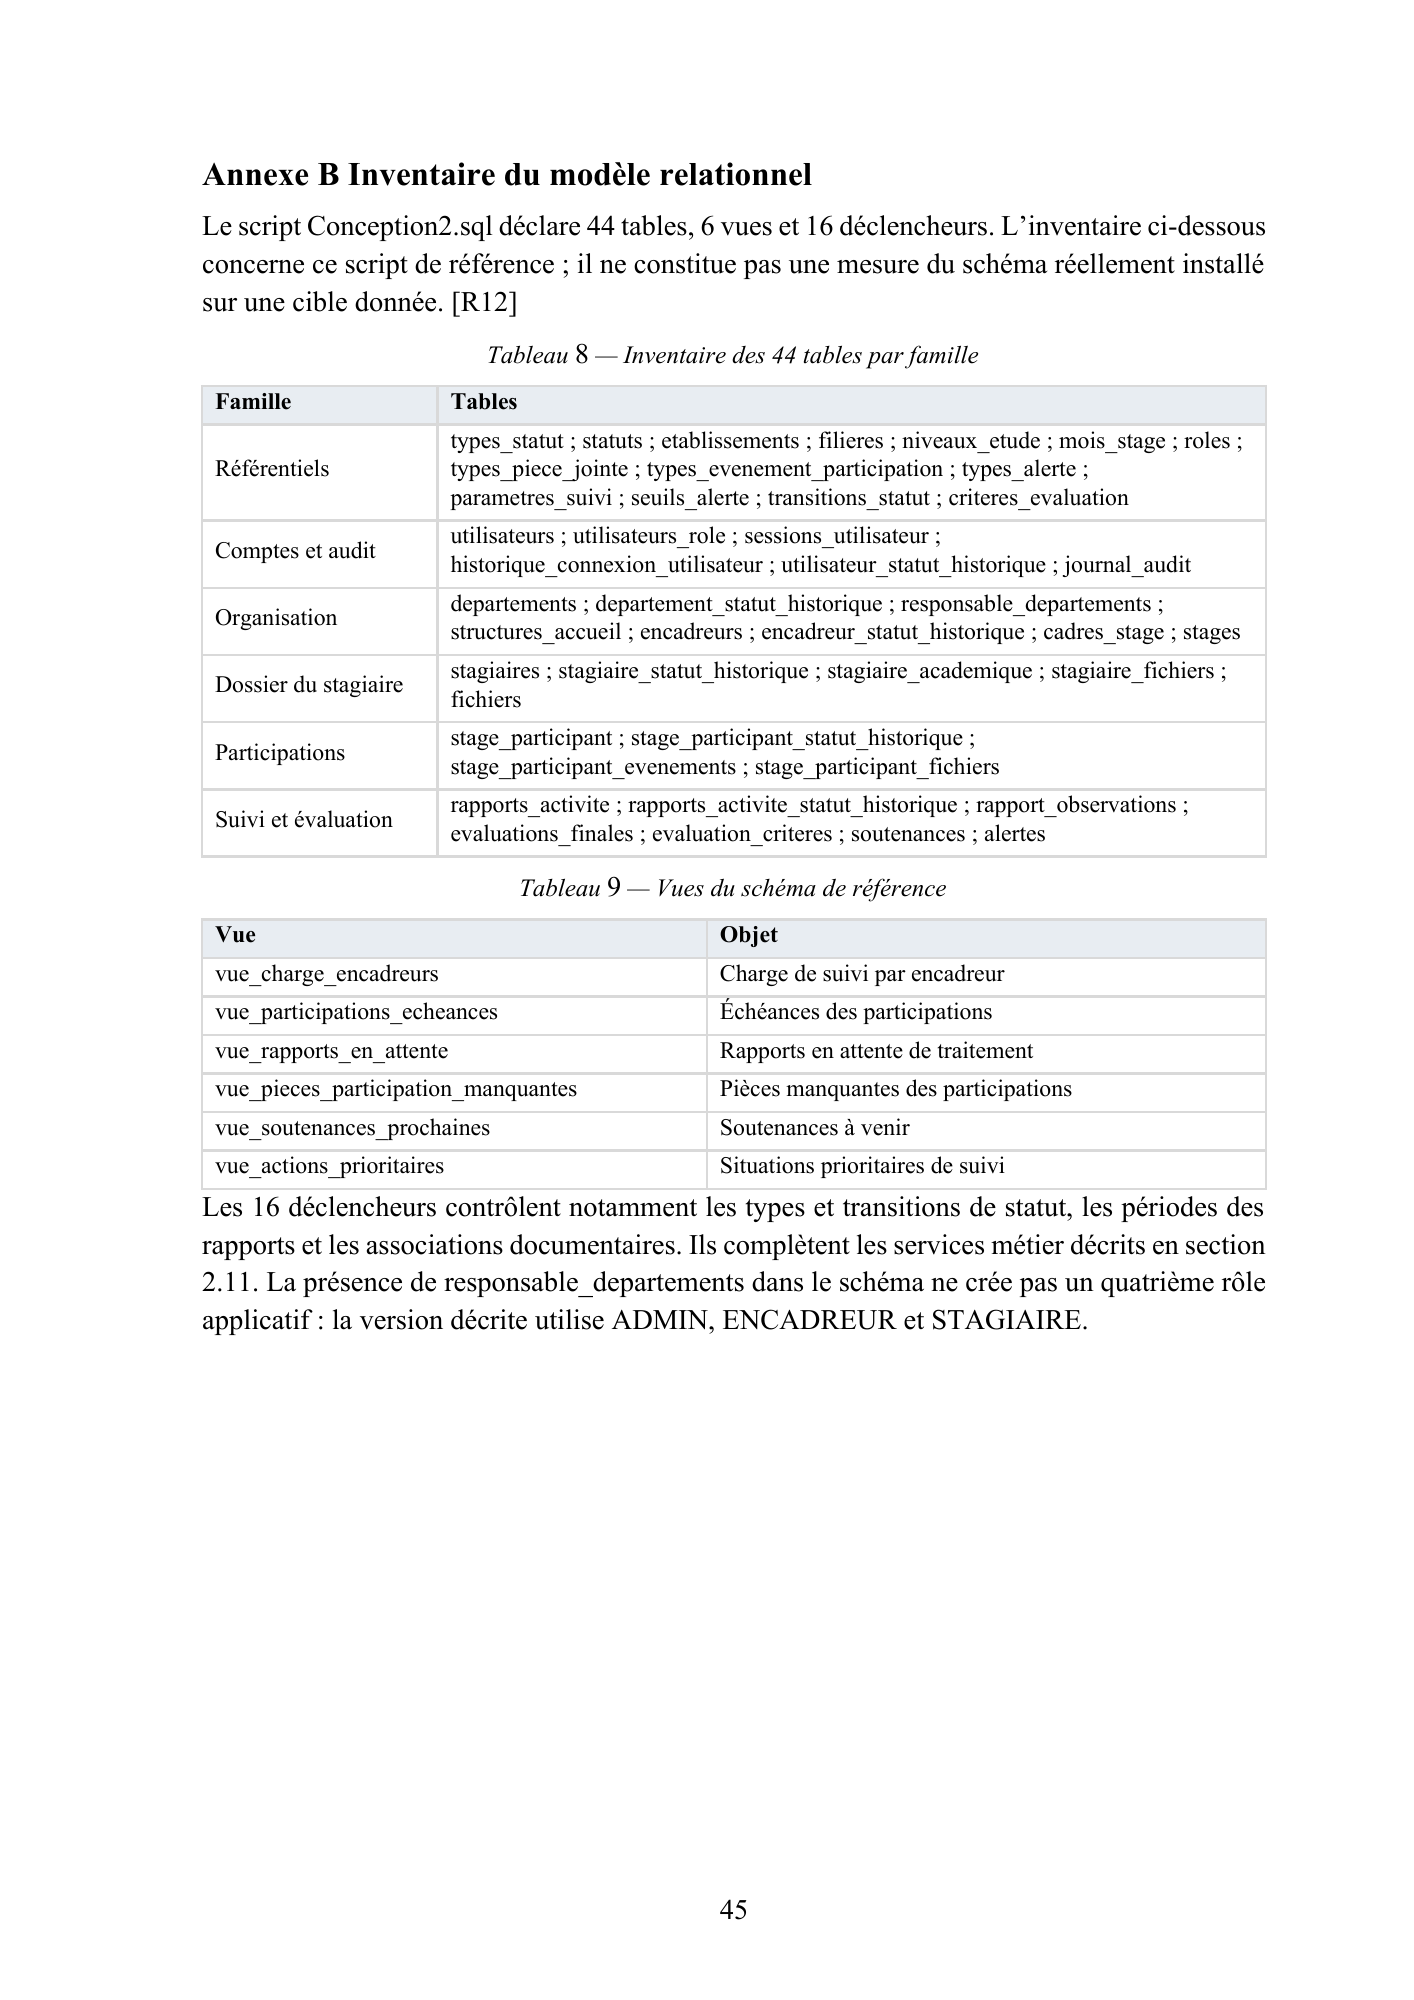 Annexe B Inventaire du modèle relationnel
Le script Conception2.sql déclare 44 tables, 6 vues et 16 déclencheurs. L’inventaire ci-dessous
concerne ce script de référence ; il ne constitue pas une mesure du schéma réellement installé
sur une cible donnée. [R12]
Tableau 8 — Inventaire des 44 tables par famille
Famille Tables
Référentiels
types_statut ; statuts ; etablissements ; filieres ; niveaux_etude ; mois_stage ; roles ;
types_piece_jointe ; types_evenement_participation ; types_alerte ;
parametres_suivi ; seuils_alerte ; transitions_statut ; criteres_evaluation
Comptes et audit
utilisateurs ; utilisateurs_role ; sessions_utilisateur ;
historique_connexion_utilisateur ; utilisateur_statut_historique ; journal_audit
Organisation
departements ; departement_statut_historique ; responsable_departements ;
structures_accueil ; encadreurs ; encadreur_statut_historique ; cadres_stage ; stages
Dossier du stagiaire
stagiaires ; stagiaire_statut_historique ; stagiaire_academique ; stagiaire_fichiers ;
fichiers
Participations
stage_participant ; stage_participant_statut_historique ;
stage_participant_evenements ; stage_participant_fichiers
Suivi et évaluation
rapports_activite ; rapports_activite_statut_historique ; rapport_observations ;
evaluations_finales ; evaluation_criteres ; soutenances ; alertes
Tableau 9 — Vues du schéma de référence
Vue Objet
vue_charge_encadreurs Charge de suivi par encadreur
vue_participations_echeances Échéances des participations
vue_rapports_en_attente Rapports en attente de traitement
vue_pieces_participation_manquantes Pièces manquantes des participations
vue_soutenances_prochaines Soutenances à venir
vue_actions_prioritaires Situations prioritaires de suivi
Les 16 déclencheurs contrôlent notamment les types et transitions de statut, les périodes des
rapports et les associations documentaires. Ils complètent les services métier décrits en section
2.11. La présence de responsable_departements dans le schéma ne crée pas un quatrième rôle
applicatif : la version décrite utilise ADMIN, ENCADREUR et STAGIAIRE.
45